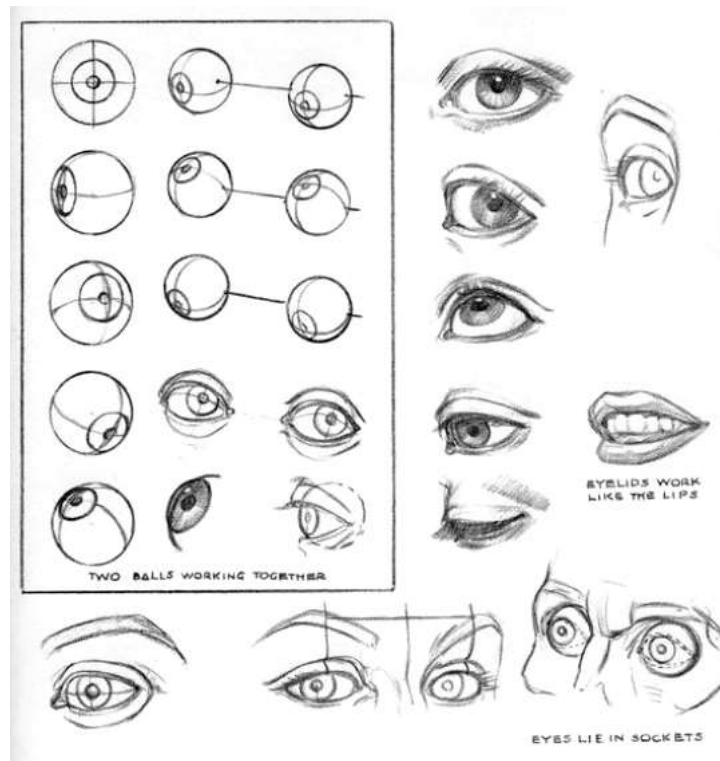 EYELIDS WORK
LIKE THE LIPS
TWO BALLS WORKING TOGETHER
EYES LIE IN SOCKETS